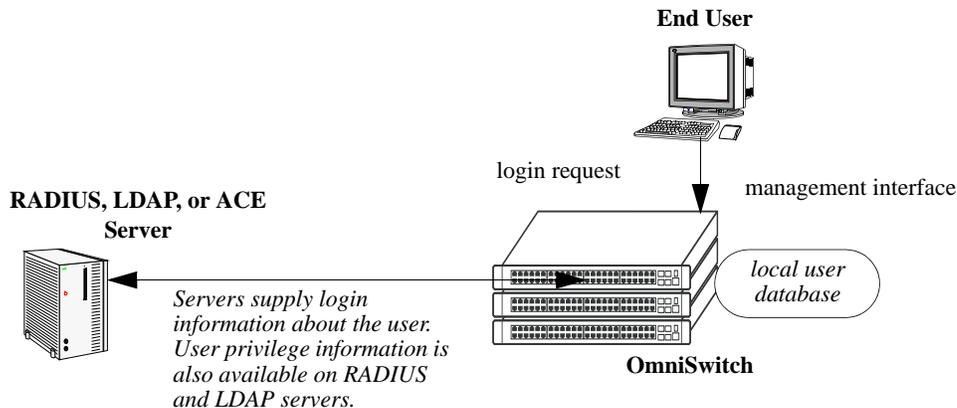 End User
login request
management interface
RADIUS, LDAP, or ACE
Server
local user
database
Servers supply login
information about the user.
User privilege information is
also available on RADIUS
and LDAP servers.
OmniSwitch